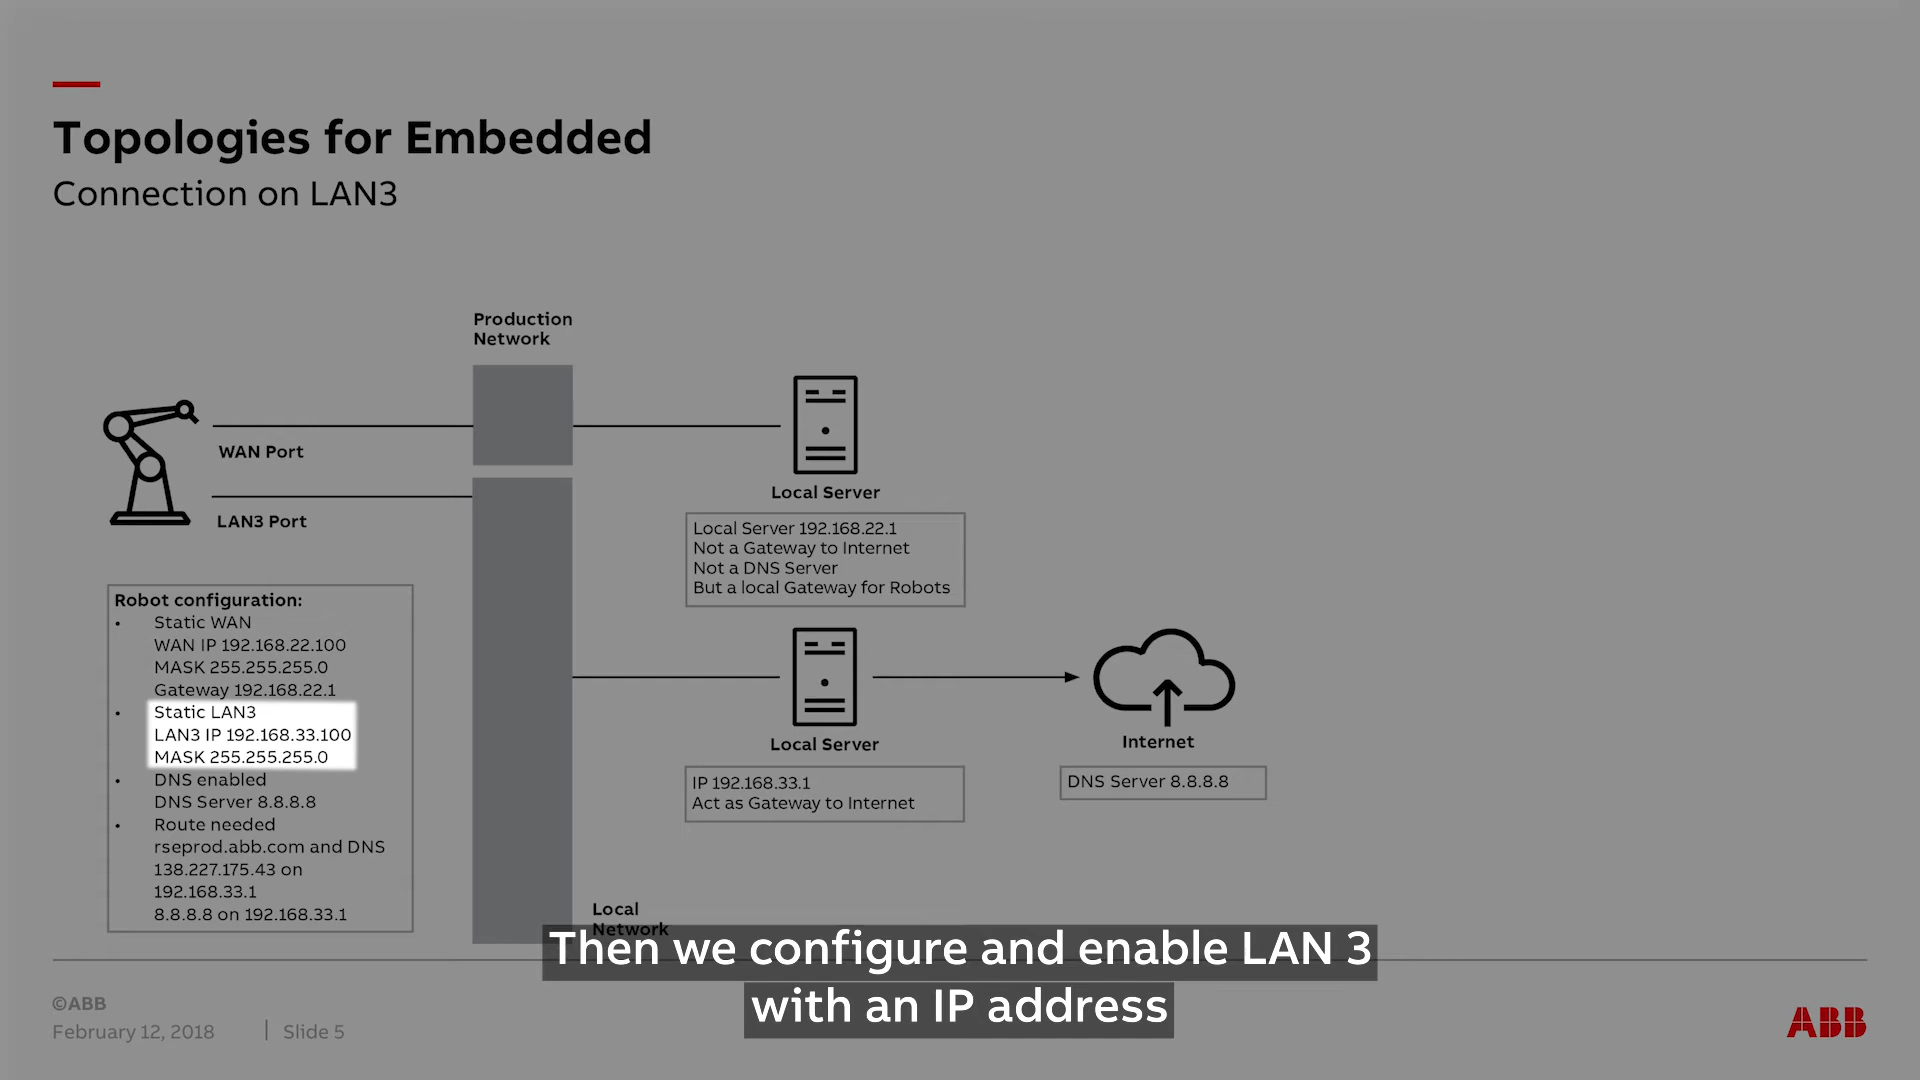 Topologies for Embedded
Connection on LAN3
Production
Network
WAN Port
LAN3 Port
Local Server
Local Server 192.168.22.1
Not a Gateway to Internet
Not a DNS Server
But a local Gateway for Robots
Robot configuration:
• Static WAN
WAN IP 192.168.22.100
MASK 255.255.255.0
Gateway 192.168.22.1
• Static LAN3
LAN3 IP 192.168.33.100
MASK 255.255.255.0
• DNS enabled
DNS Server 8.8.8.8
• Route needed
rseprod.abb.com and DNS
138.227.175.43 on
192.168.33.1
8.8.8.8 on 192.168.33.1
Local Server
IP 192.168.33.1
Act as Gateway to Internet
Internet
DNS Server 8.8.8.8
Local
Network
Then we configure and enable LAN 3
with an IP address
©ABB
February 12, 2018 | Slide 5
ABB